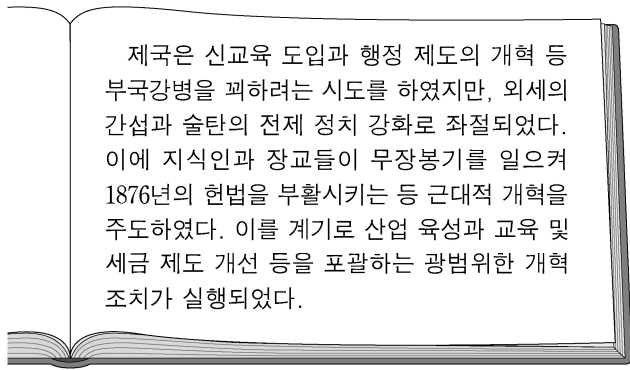 제국은 신교육 도입과 행정 제도의 개혁 등
부국강병을 꾀하려는 시도를 하였지만, 외세의
간섭과 술탄의 전제 정치 강화로 좌절되었다.
이에 지식인과 장교들이 무장봉기를 일으켜
1876년의 헌법을 부활시키는 등 근대적 개혁을
주도하였다. 이를 계기로 산업 육성과 교육 및
세금 제도 개선 등을 포괄하는 광범위한 개혁
조치가 실행되었다.